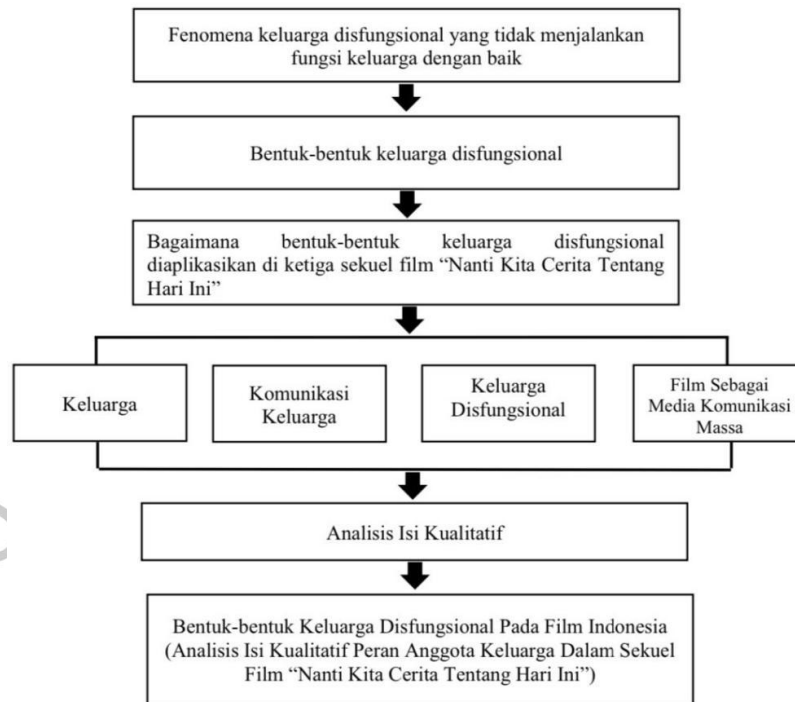 Fenomena keluarga disfungsional yang tidak menjalankan
fungsi keluarga dengan baik
Bentuk-bentuk keluarga disfungsional
Bagaimana bentuk-bentuk keluarga disfungsional
diaplikasikan di ketiga sekuel film “Nanti Kita Cerita Tentang
Hari Ini”
Keluarga
Komunikasi
Keluarga
Keluarga
Disfungsional
Film Sebagai
Media Komunikasi
Massa
Analisis Isi Kualitatif
Bentuk-bentuk Keluarga Disfungsional Pada Film Indonesia
(Analisis Isi Kualitatif Peran Anggota Keluarga Dalam Sekuel
Film “Nanti Kita Cerita Tentang Hari Ini”)